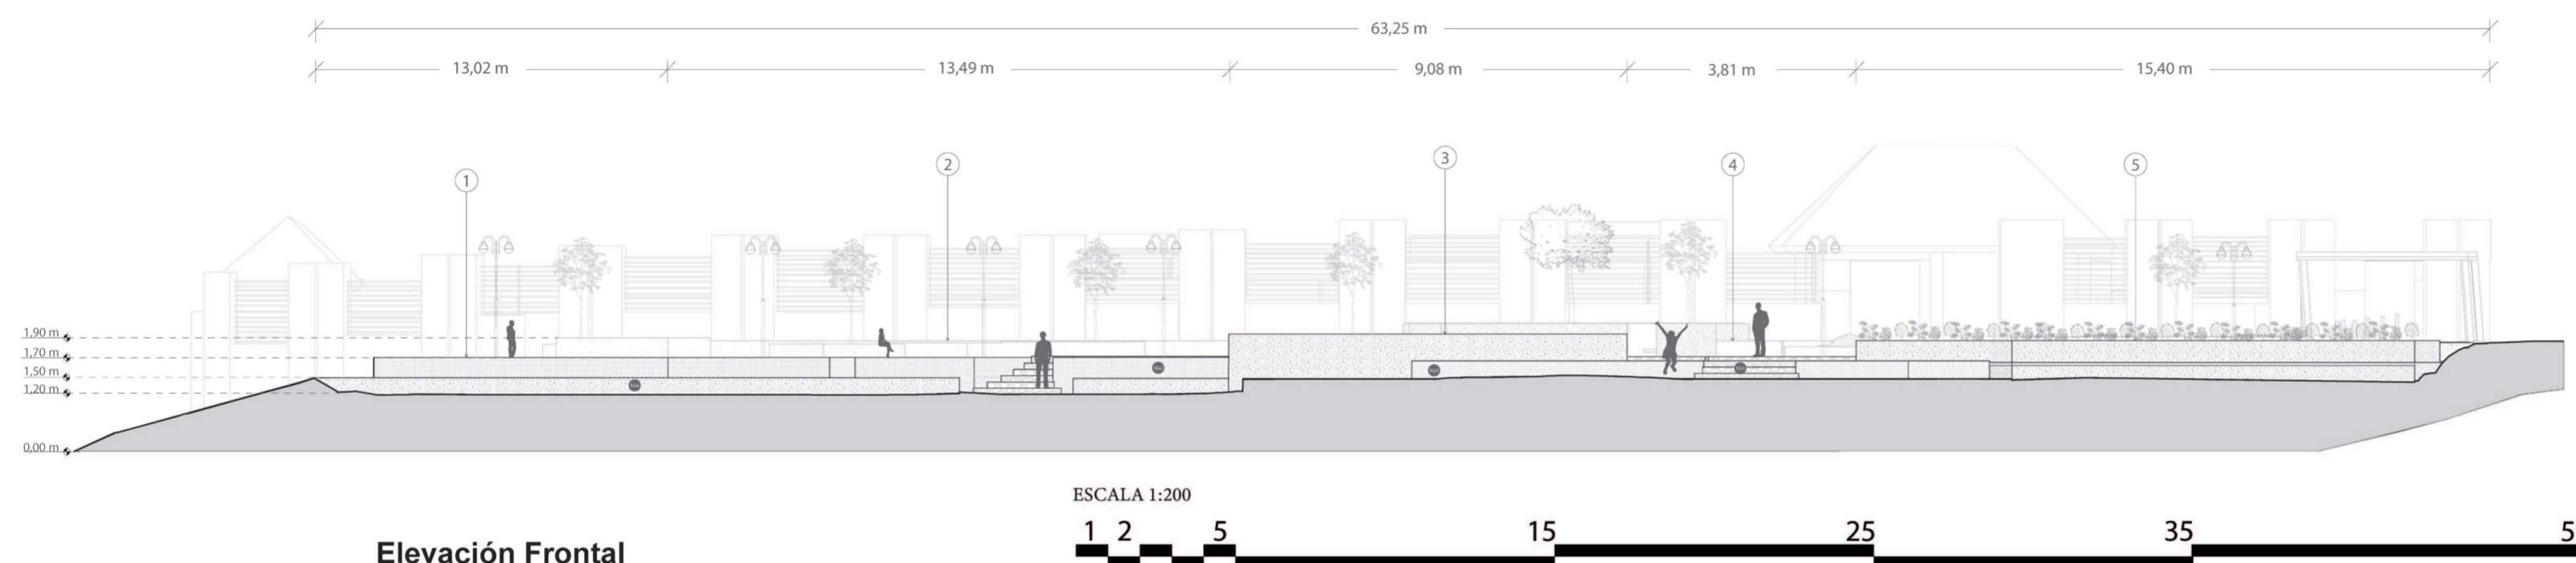 63,25 m
13,02 m 13,49 m 9,08 m 3,81 m 15,40 m
1 2 3 4 5
1,90 m
1,70 m
1,50 m
1,20 m
0,00 m
ESCALA 1:200
1 2 5 15 25 35 5
Elevación Frontal